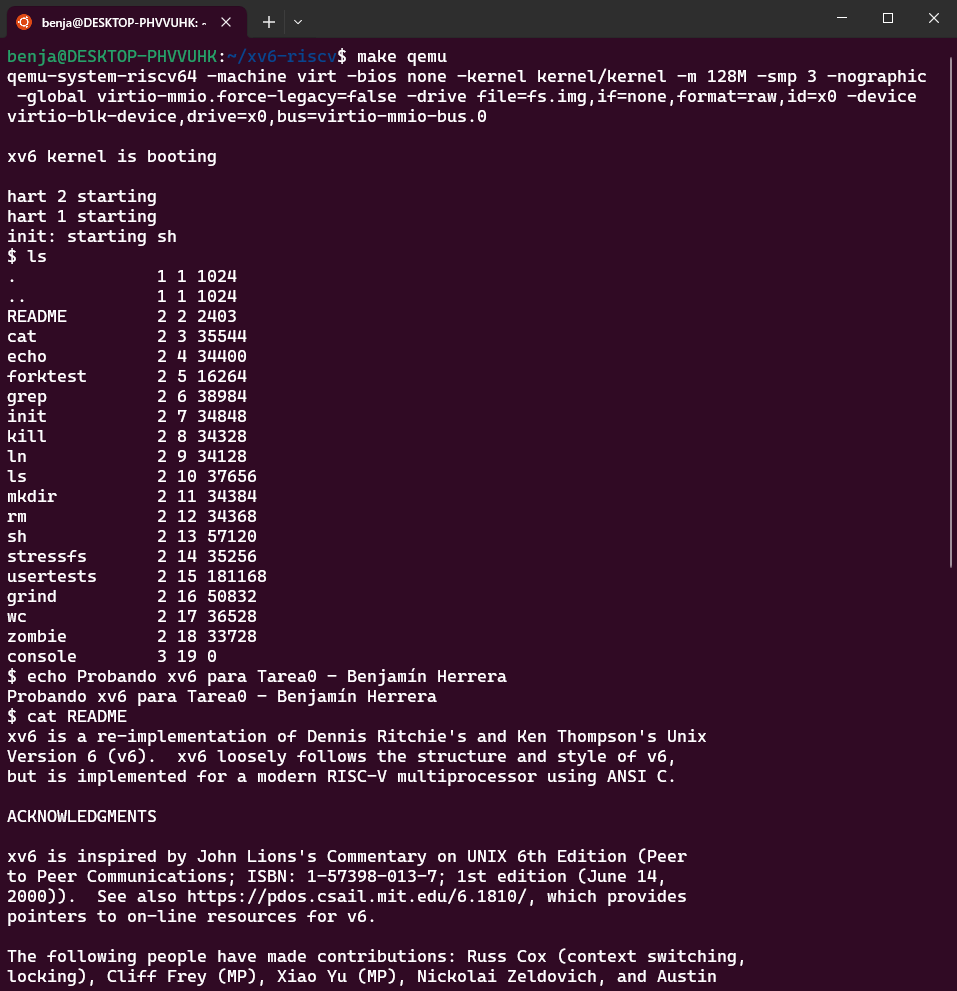 benja@DESKTOP-PHVVUHK: ~
benja@DESKTOP-PHVVUHK:~/xv6-riscv$ make qemu
qemu-system-riscv64 -machine virt -bios none -kernel kernel/kernel -m 128M -smp 3 -nographic
-global virtio-mmio.force-legacy=false -drive file=fs.img,if=none,format=raw,id=x0 -device
virtio-blk-device,drive=x0,bus=virtio-mmio-bus.0
xv6 kernel is booting
hart 2 starting
hart 1 starting
init: starting sh
$ ls
. 1 1 1024
.. 1 1 1024
README 2 2 2403
cat 2 3 35544
echo 2 4 34400
forktest 2 5 16264
grep 2 6 38984
init 2 7 34848
kill 2 8 34328
ln 2 9 34128
ls 2 10 37656
mkdir 2 11 34384
rm 2 12 34368
sh 2 13 57120
stressfs 2 14 35256
usertests 2 15 181168
grind 2 16 50832
wc 2 17 36528
zombie 2 18 33728
console 3 19 0
$ echo Probando xv6 para Tarea0 - Benjamín Herrera
Probando xv6 para Tarea0 - Benjamín Herrera
$ cat README
xv6 is a re-implementation of Dennis Ritchie's and Ken Thompson's Unix
Version 6 (v6).  xv6 loosely follows the structure and style of v6,
but is implemented for a modern RISC-V multiprocessor using ANSI C.
ACKNOWLEDGMENTS
xv6 is inspired by John Lions's Commentary on UNIX 6th Edition (Peer
to Peer Communications; ISBN: 1-57398-013-7; 1st edition (June 14,
2000)).  See also https://pdos.csail.mit.edu/6.1810/, which provides
pointers to on-line resources for v6.
The following people have made contributions: Russ Cox (context switching,
locking), Cliff Frey (MP), Xiao Yu (MP), Nickolai Zeldovich, and Austin